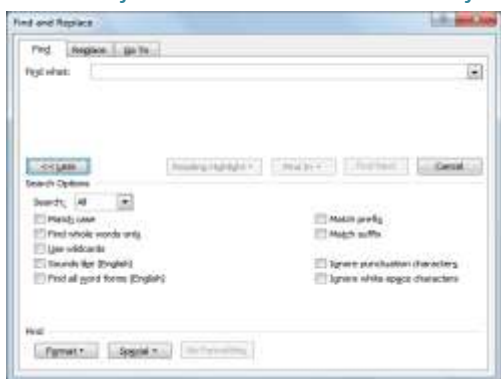 Find and Replace
Find Replace Go To
Find what:
<< Less Reading Highlight Find In Find Next Cancel
Search Options
Search: All
Match case Match prefix
Find whole words only Match suffix
Use wildcards
Sounds like (English) Ignore punctuation characters
Find all word forms (English) Ignore white-space characters
Find
Format Special No Formatting